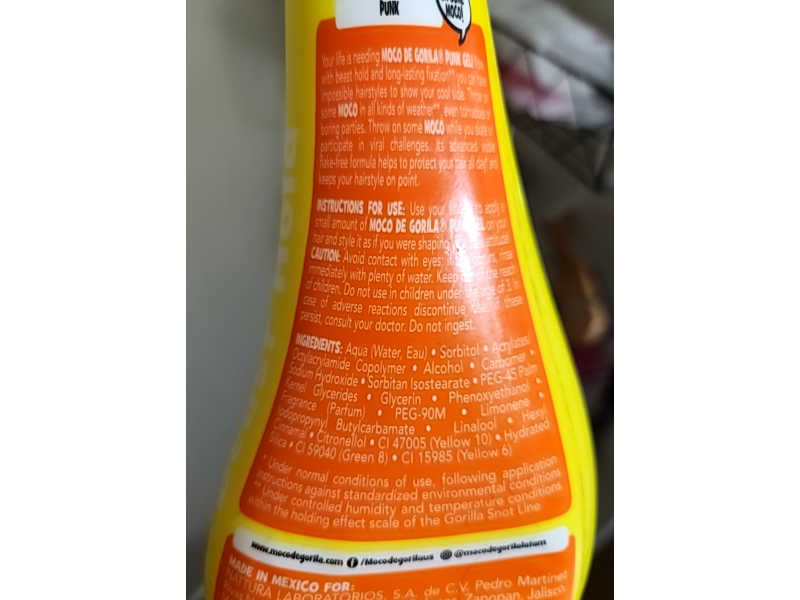 PUNK
MOCO!
Your life is needing MOCO DE GORILA® PUNK GEL!
with beast hold and long-lasting fixation** you can
impossible hairstyles to show your cool side. Throw on
some MOCO in all kinds of weather**, even tornadoes or
boring parties. Throw on some MOCO while you skate or
participate in viral challenges. Its advanced visible
flake-free formula helps to protect your hair all day* and
keeps your hairstyle on point.
INSTRUCTIONS FOR USE: Use your to apply a
small amount of MOCO DE GORILA® PUNK GEL on your
hair and style it as if you were shaping your attitude!
CAUTION: Avoid contact with eyes; if occurs, rinse
immediately with plenty of water. Keep out of the reach
of children. Do not use in children under the age of 3. In
case of adverse reactions discontinue use. If these
persist, consult your doctor. Do not ingest.
INGREDIENTS: Aqua (Water, Eau) • Sorbitol • Acrylates/
Octylacrylamide Copolymer • Alcohol • Carbomer •
Sodium Hydroxide • Sorbitan Isostearate • PEG-45 Palm
Kernel Glycerides • Glycerin • Phenoxyethanol •
Fragrance (Parfum) • PEG-90M • Limonene •
Iodopropynyl Butylcarbamate • Linalool • Hexyl
Cinnamal • Citronellol • CI 47005 (Yellow 10) • Hydrated
Silica • CI 59040 (Green 8) • CI 15985 (Yellow 6)
* Under normal conditions of use, following application
instructions against standardized environmental conditions
** Under controlled humidity and temperature conditions
within the holding effect scale of the Gorilla Snot Line
www.mocodegorila.com /Mocodegorilaus @mocodegorilalatam
MADE IN MEXICO FOR:
NATTURA LABORATORIOS, S.A. de C.V. Pedro Martínez
Zapopan, Jalisco,